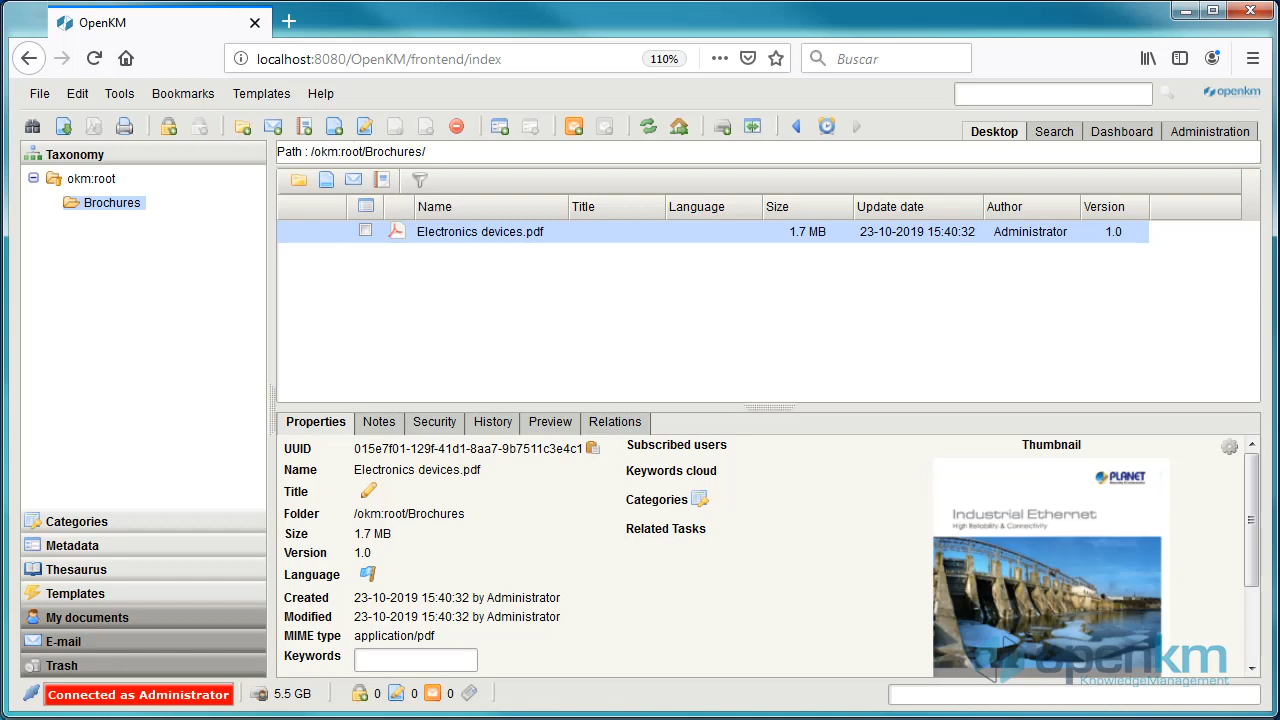 OpenKM
localhost:8080/OpenKM/frontend/index
110%
Buscar
File Edit Tools Bookmarks Templates Help
openkm
Desktop Search Dashboard Administration
Taxonomy
okm:root
Brochures
Path : /okm:root/Brochures/
Name Title Language Size Update date Author Version
Electronics devices.pdf 1.7 MB 23-10-2019 15:40:32 Administrator 1.0
Categories
Metadata
Thesaurus
Templates
My documents
E-mail
Trash
Properties Notes Security History Preview Relations
UUID 015e7f01-129f-41d1-8aa7-9b7511c3e4c1
Name Electronics devices.pdf
Title
Folder /okm:root/Brochures
Size 1.7 MB
Version 1.0
Language
Created 23-10-2019 15:40:32 by Administrator
Modified 23-10-2019 15:40:32 by Administrator
MIME type application/pdf
Keywords
Subscribed users
Keywords cloud
Categories
Related Tasks
Thumbnail
PLANET
Industrial Ethernet
High Reliability & Connectivity
openkm
KnowledgeManagement
Connected as Administrator 5.5 GB 0 0 0